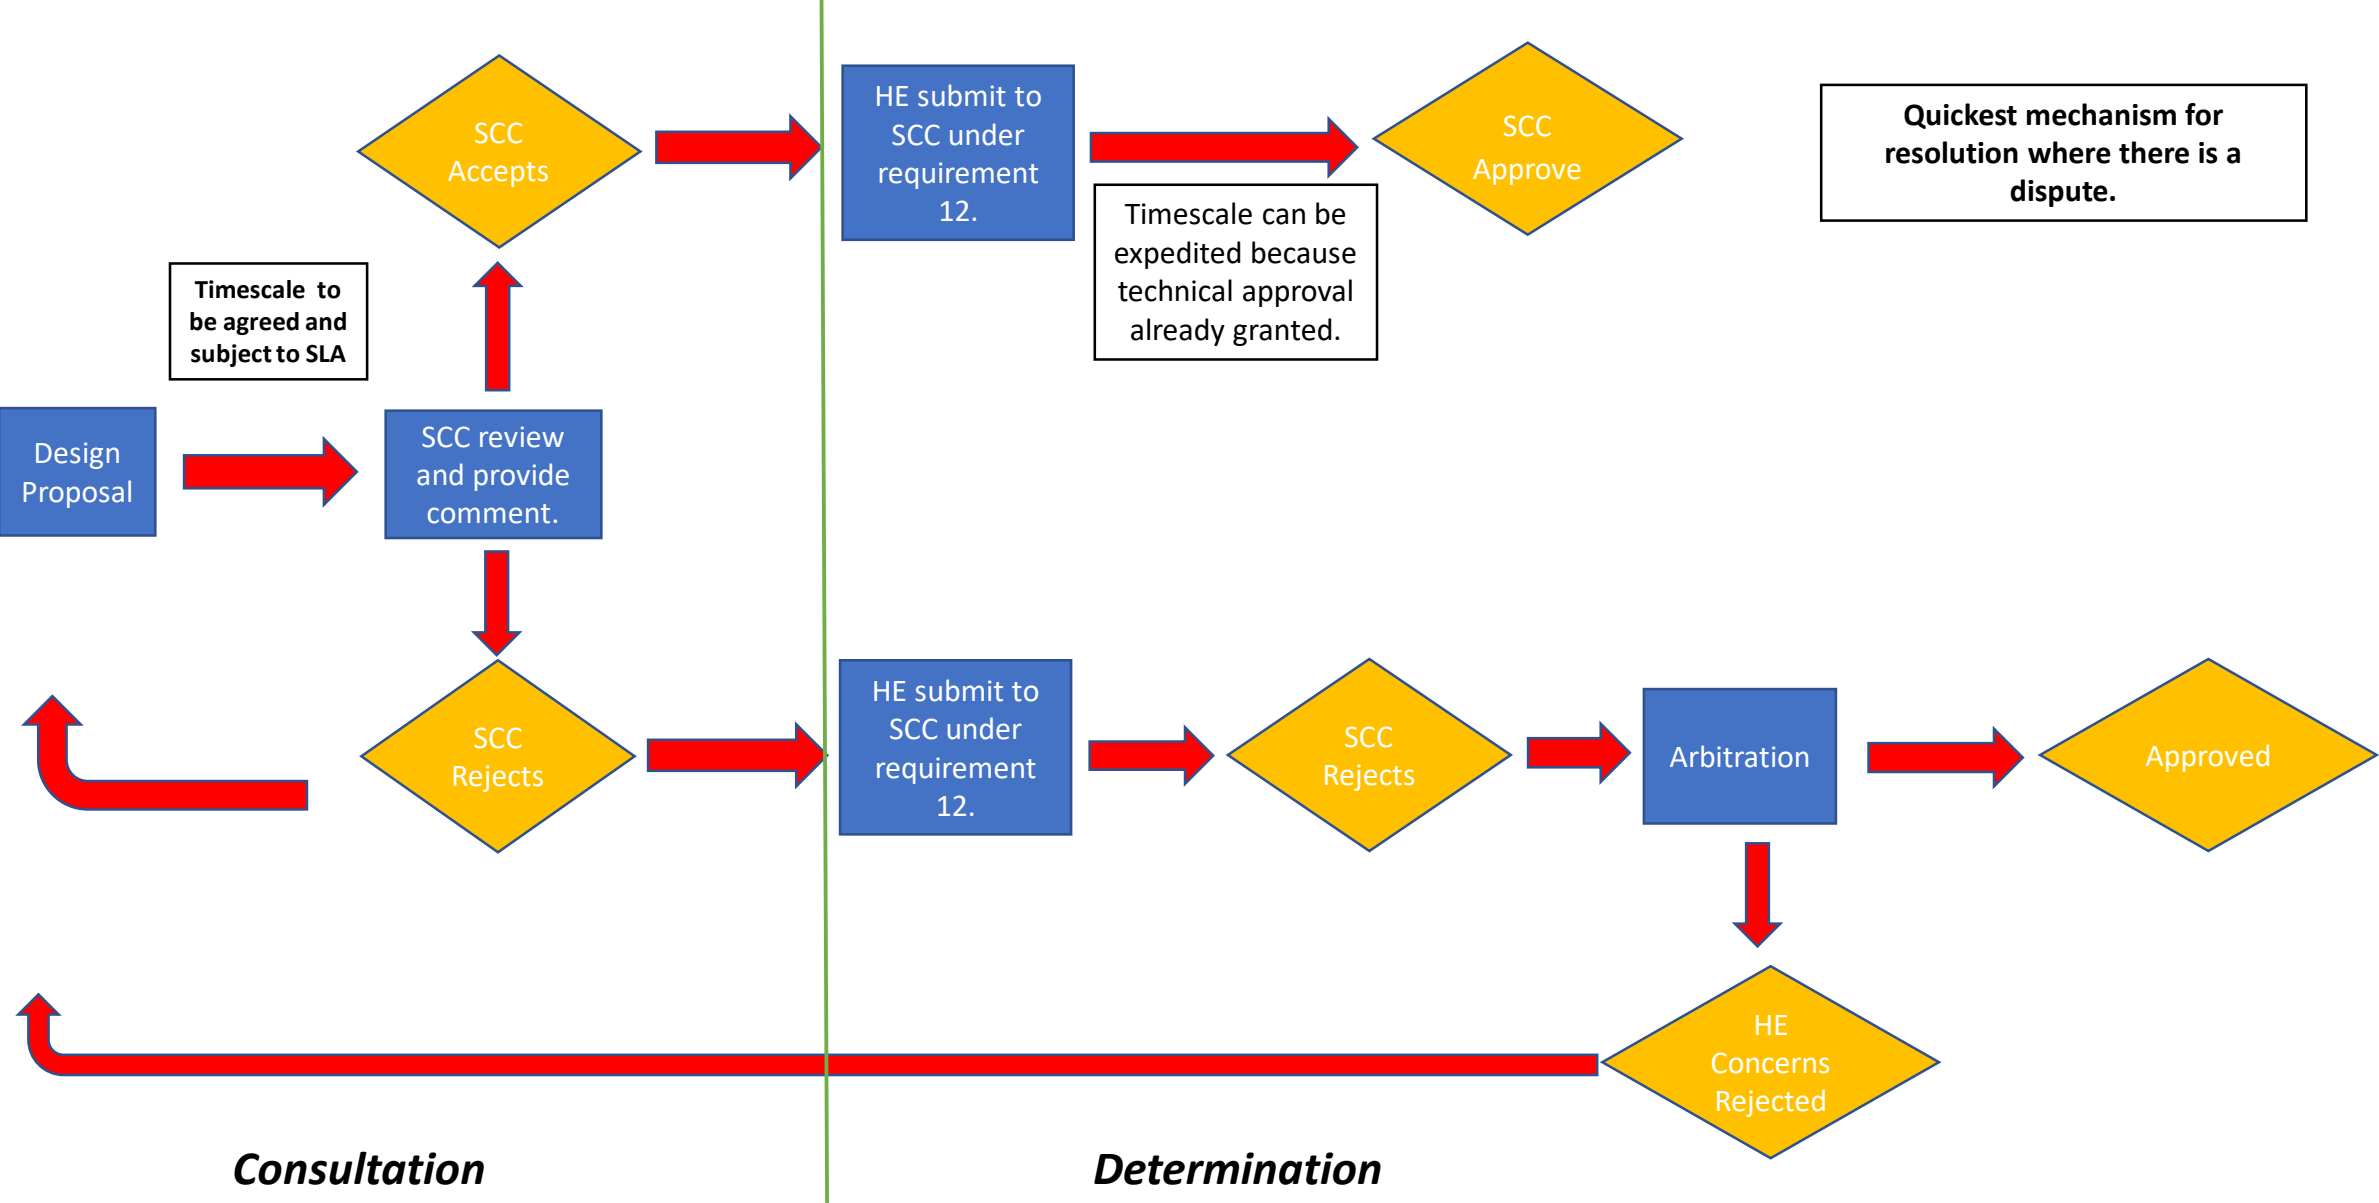 SCC
Accepts
HE submit to
SCC under
requirement
12.
SCC
Approve
Quickest mechanism for
resolution where there is a
dispute.
Timescale can be
expedited because
technical approval
already granted.
Timescale to
be agreed and
subject to SLA
Design
Proposal
SCC review
and provide
comment.
SCC
Rejects
HE submit to
SCC under
requirement
12.
SCC
Rejects
Arbitration
Approved
HE
Concerns
Rejected
Consultation
Determination